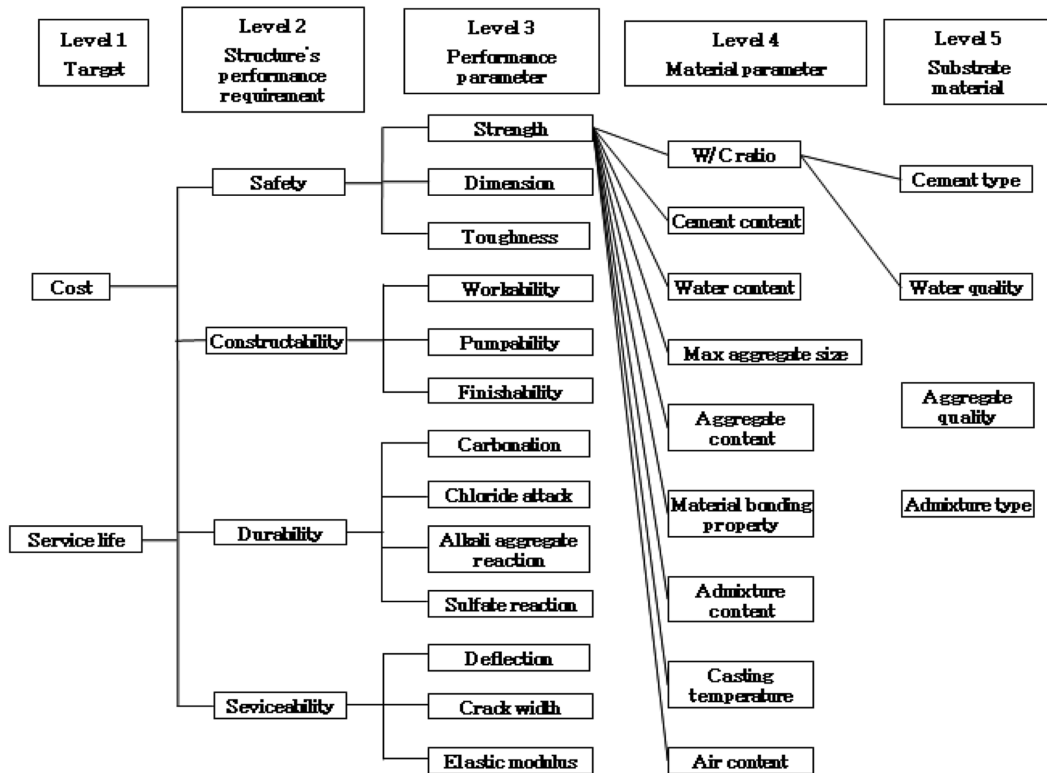 Level 1
Target
Level 2
Structure's
performance
requirement
Level 3
Performance
parameter
Level 4
Material parameter
Level 5
Substrate
material
Cost
Service life
Safety
Constructability
Durability
Seviceability
Strength
Dimension
Toughness
Workability
Pumpability
Finishability
Carbonation
Chloride attack
Alkali aggregate
reaction
Sulfate reaction
Deflection
Crack width
Elastic modulus
W/C ratio
Cement content
Water content
Max aggregate size
Aggregate
content
Material bonding
property
Admixture
content
Casting
temperature
Air content
Cement type
Water quality
Aggregate
quality
Admixture type